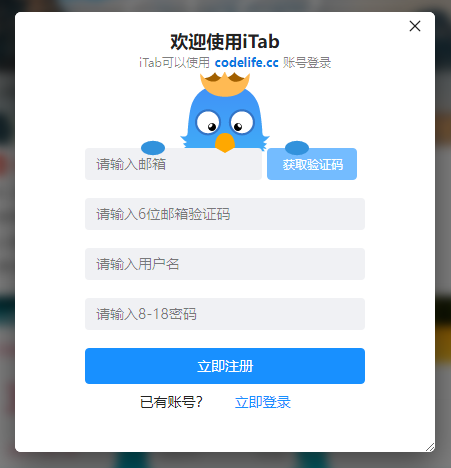 欢迎使用iTab
iTab可以使用 codelife.cc 账号登录
请输入邮箱 获取验证码
请输入6位邮箱验证码
请输入用户名
请输入8-18密码
立即注册
已有账号? 立即登录